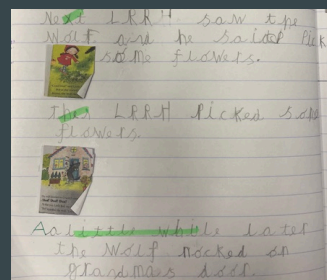 Next LRRH saw the
Wolf and he said Pick
some flowers.
Then LRRH Picked some
flowers
A little while later
the Wolf nocked on
grandmas door.